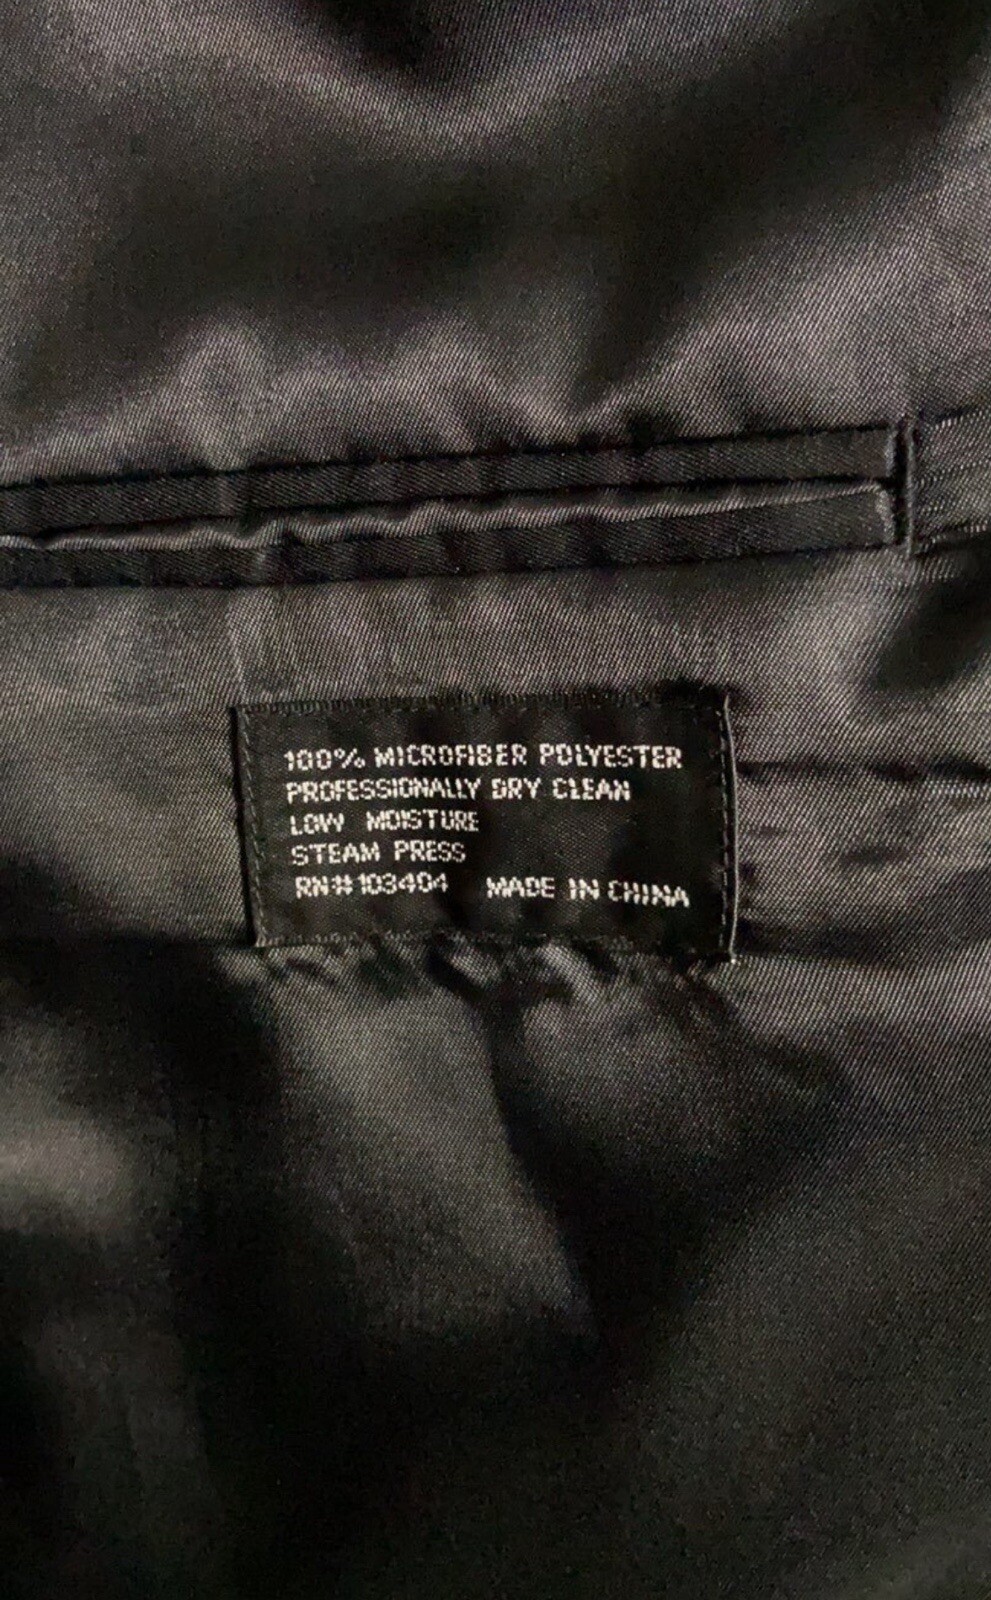 100% MICROFIBER POLYESTER
PROFESSIONALLY DRY CLEAN
LOW MOISTURE
STEAM PRESS
RN# 103404 MADE IN CHINA